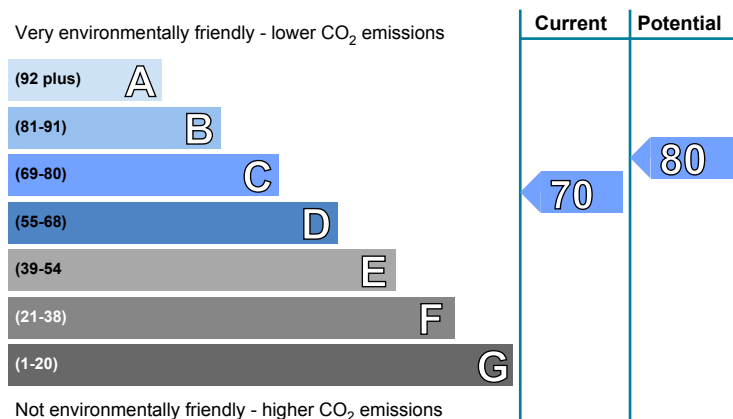 Very environmentally friendly - lower CO₂ emissions
Current
Potential
(92 plus) A
(81-91) B
(69-80) C
(55-68) D
(39-54 E
(21-38) F
(1-20) G
70
80
Not environmentally friendly - higher CO₂ emissions